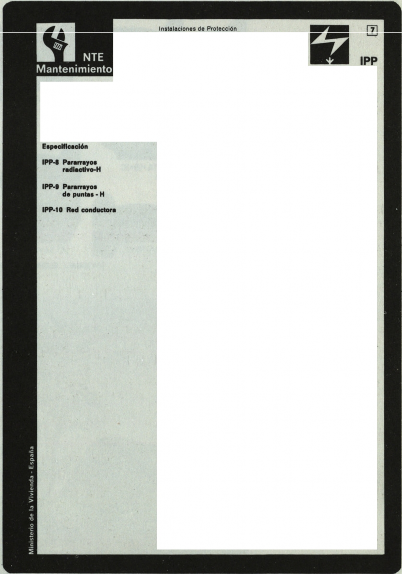 Instalaciones de Protección
7
NTE
Mantenimiento
IPP
Especificación
IPP-8 Pararrayos
radiactivo-H
IPP-9 Pararrayos
de puntas - H
IPP-10 Red conductora
Ministerio de la Vivienda - España